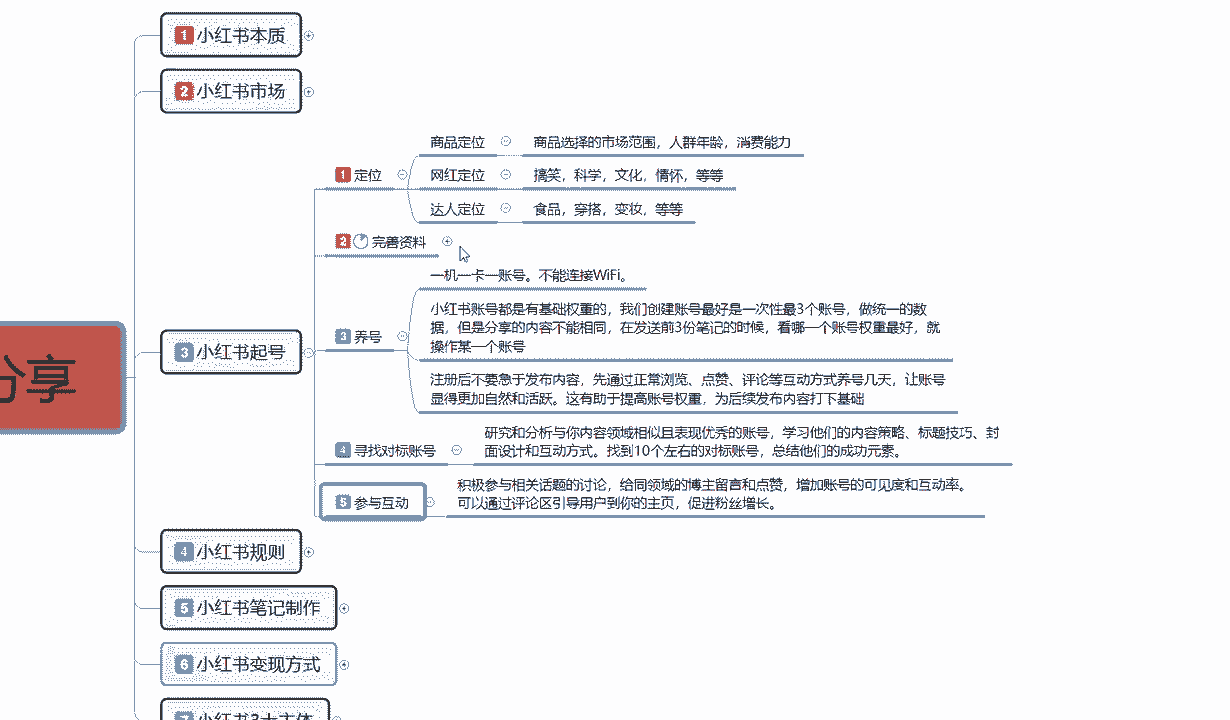 分享
1 小红书本质
2 小红书市场
3 小红书起号
1 定位
商品定位
商品选择的市场范围，人群年龄，消费能力
网红定位
搞笑，科学，文化，情怀，等等
达人定位
食品，穿搭，变妆，等等
2 完善资料
3 养号
一机一卡一账号。不能连接WiFi。
小红书账号都是有基础权重的，我们创建账号最好是一次性最3个账号，做统一的数
据，但是分享的内容不能相同，在发送前3份笔记的时候，看哪一个账号权重最好，就
操作某一个账号
注册后不要急于发布内容，先通过正常浏览、点赞、评论等互动方式养号几天，让账号
显得更加自然和活跃。这有助于提高账号权重，为后续发布内容打下基础
4 寻找对标账号
研究和分析与你内容领域相似且表现优秀的账号，学习他们的内容策略、标题技巧、封
面设计和互动方式。找到10个左右的对标账号，总结他们的成功元素。
5 参与互动
积极参与相关话题的讨论，给同领域的博主留言和点赞，增加账号的可见度和互动率。
可以通过评论区引导用户到你的主页，促进粉丝增长。
4 小红书规则
5 小红书笔记制作
6 小红书变现方式
7 小红书3大主体